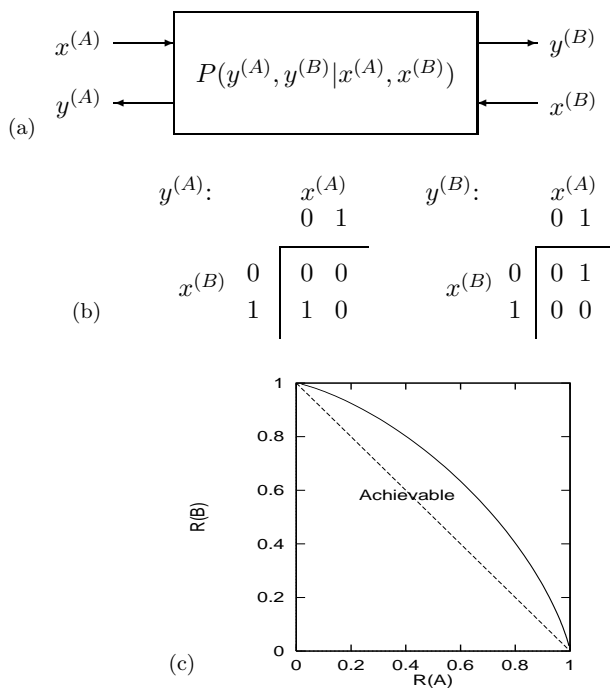 x^(A)
y^(B)
P(y^(A), y^(B)|x^(A), x^(B))
y^(A)
x^(B)
(a)
y^(A): x^(A)
0 1
x^(B)
0 0 0
1 1 0
y^(B): x^(A)
0 1
x^(B)
0 0 1
1 0 0
(b)
1
0.8
0.6
0.4
0.2
0
R(B)
Achievable
0 0.2 0.4 0.6 0.8 1
R(A)
(c)